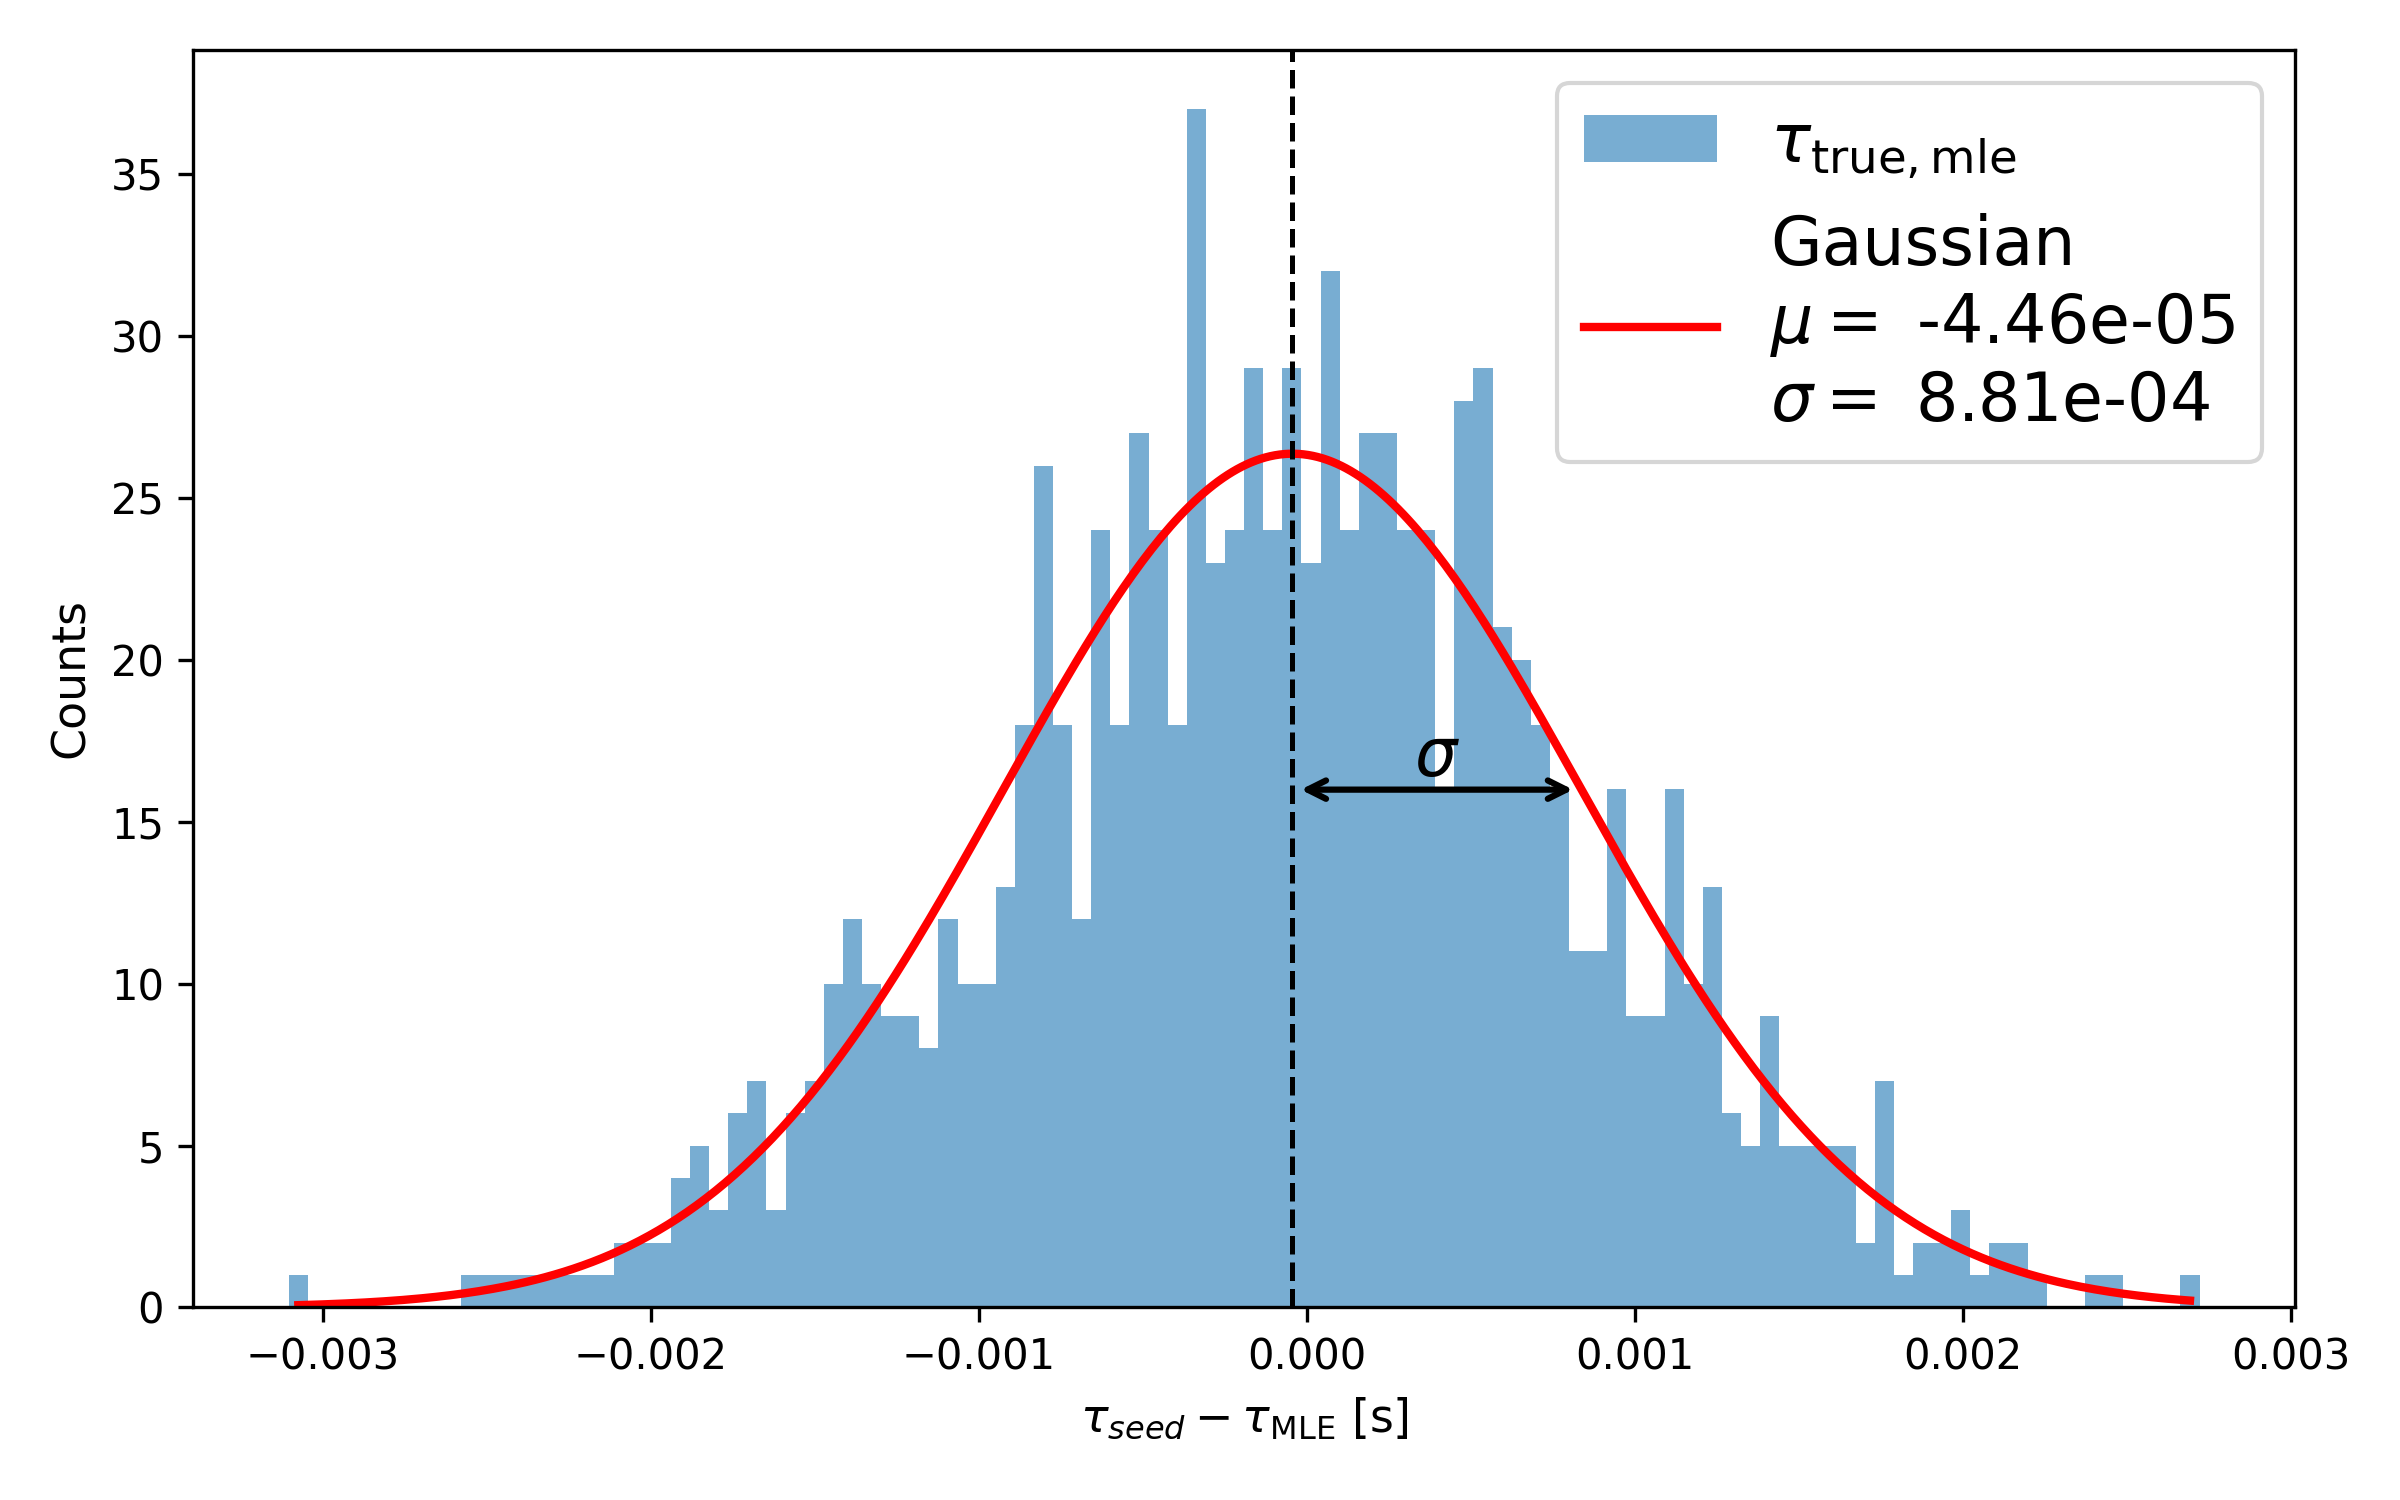 τtrue, mle
Gaussian
μ = -4.46e-05
σ = 8.81e-04
σ
Counts
35
30
25
20
15
10
5
0
−0.003 −0.002 −0.001 0.000 0.001 0.002 0.003
τseed − τMLE [s]